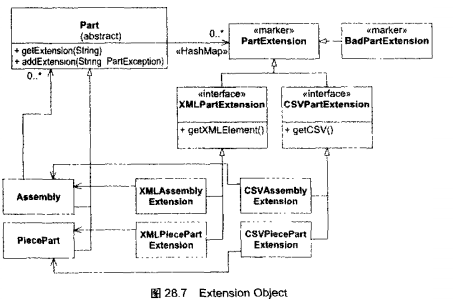 Part
(abstract)
+ getExtension(String)
+ addExtension(String PartException)
0..*
«HashMap»
«marker»
PartExtension
«marker»
BadPartExtension
0..*
«interface»
XMLPartExtension
+ getXMLElement()
«interface»
CSVPartExtension
+ getCSV()
Assembly
XMLAssembly
Extension
CSVAssembly
Extension
PiecePart
XMLPiecePart
Extension
CSVPiecePart
Extension
图 28.7 Extension Object